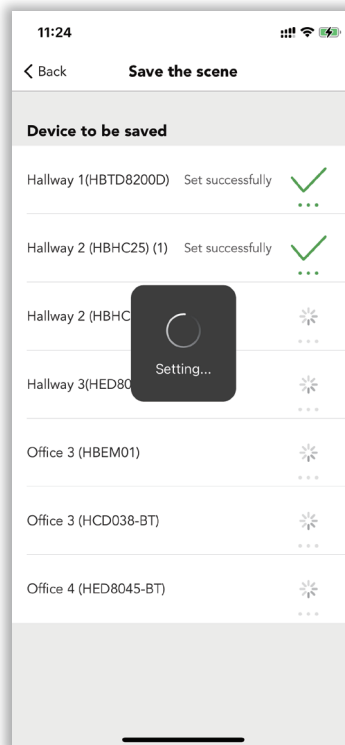 11:24
Back Save the scene
Device to be saved
Hallway 1(HBTD8200D) Set successfully
Hallway 2 (HBHC25) (1) Set successfully
Hallway 2 (HBHC
Setting...
Hallway 3(HED80
Office 3 (HBEM01)
Office 3 (HCD038-BT)
Office 4 (HED8045-BT)